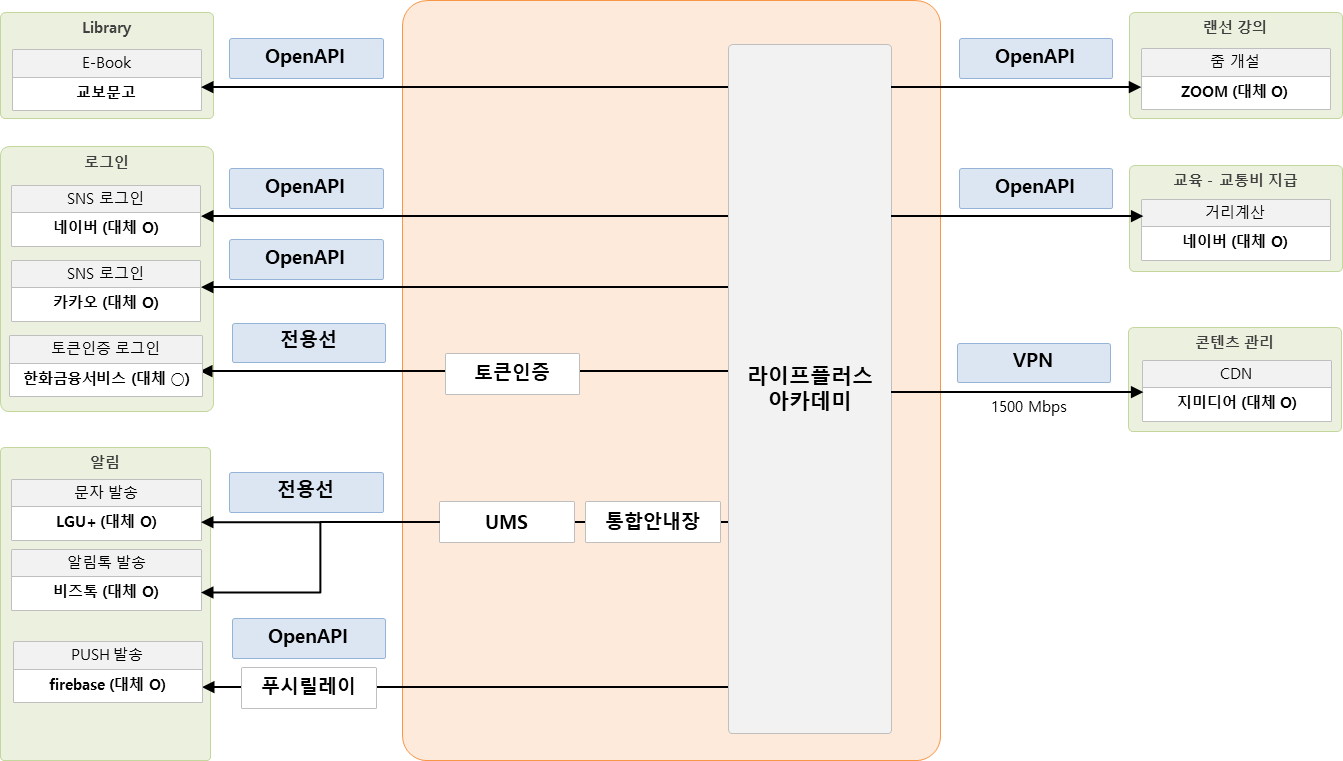 Library
E-Book
교보문고
OpenAPI
로그인
SNS 로그인
네이버 (대체 O)
OpenAPI
SNS 로그인
카카오 (대체 O)
OpenAPI
토큰인증 로그인
한화금융서비스 (대체 ○)
전용선
토큰인증
알림
문자 발송
LGU+ (대체 O)
전용선
UMS
통합안내장
알림톡 발송
비즈톡 (대체 O)
PUSH 발송
firebase (대체 O)
OpenAPI
푸시릴레이
라이프플러스
아카데미
OpenAPI
랜선 강의
줌 개설
ZOOM (대체 O)
OpenAPI
교육 - 교통비 지급
거리계산
네이버 (대체 O)
VPN
1500 Mbps
콘텐츠 관리
CDN
지미디어 (대체 O)